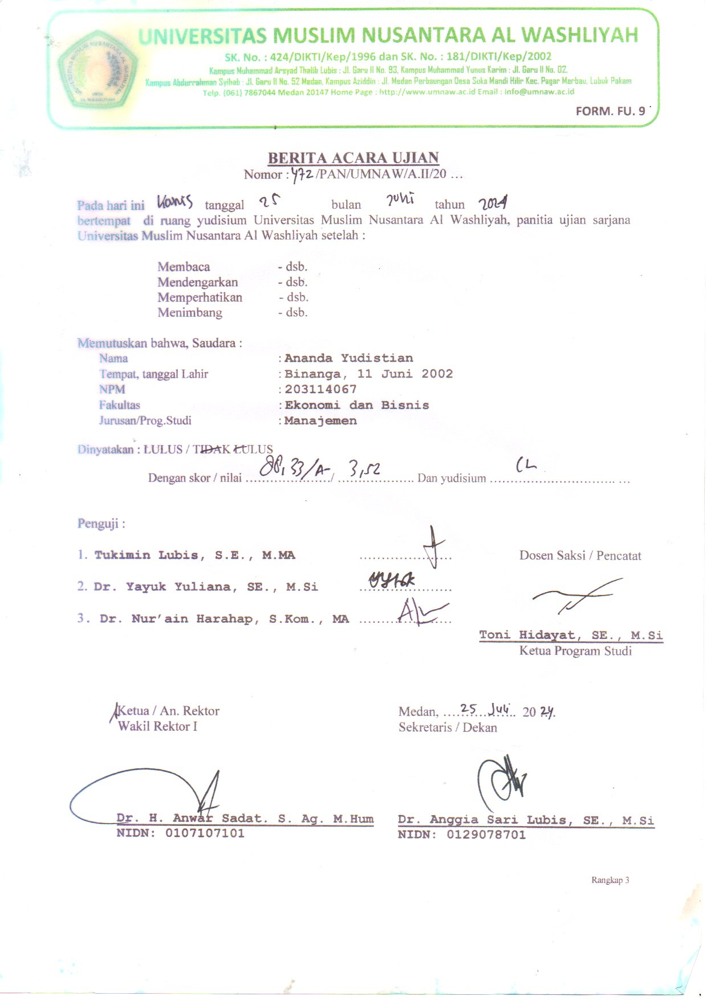 UNIVERSITAS MUSLIM NUSANTARA AL WASHLIYAH
SK. No. : 424/DIKTI/Kep/1996 dan SK. No. : 181/DIKTI/Kep/2002
Kampus Muhammad Arsyad Thalib Lubis : Jl. Garu II No. 93, Kampus Muhammad Yunus Karim : Jl. Garu II No. 02,
Kampus Abdurrahman Syihab : Jl. Garu II No. 52 Medan, Kampus Aziddin : Jl. Medan Perbaungan Desa Suka Mandi Hilir Kec. Pagar Merbau, Lubuk Pakam
Telp. (061) 7867044 Medan 20147 Home Page : http://www.umnaw.ac.id Email : info@umnaw.ac.id
FORM. FU. 9
BERITA ACARA UJIAN
Nomor : 472 /PAN/UMNAW/A.II/20 ...
Pada hari ini Kamis tanggal 25 bulan Juli tahun 2024
bertempat di ruang yudisium Universitas Muslim Nusantara Al Washliyah, panitia ujian sarjana
Universitas Muslim Nusantara Al Washliyah setelah :
Membaca - dsb.
Mendengarkan - dsb.
Memperhatikan - dsb.
Menimbang - dsb.
Memutuskan bahwa, Saudara :
Nama : Ananda Yudistian
Tempat, tanggal Lahir : Binanga, 11 Juni 2002
NPM : 203114067
Fakultas : Ekonomi dan Bisnis
Jurusan/Prog.Studi : Manajemen
Dinyatakan : LULUS / TIDAK LULUS
Dengan skor / nilai 88,33/A- / 3,52 Dan yudisium
Penguji :
1. Tukimin Lubis, S.E., M.MA Dosen Saksi / Pencatat
2. Dr. Yayuk Yuliana, SE., M.Si
3. Dr. Nur'ain Harahap, S.Kom., MA
Toni Hidayat, SE., M.Si
Ketua Program Studi
Ketua / An. Rektor Medan, 25 Juli 20 24.
Wakil Rektor I Sekretaris / Dekan
Dr. H. Anwar Sadat. S. Ag. M.Hum Dr. Anggia Sari Lubis, SE., M.Si
NIDN: 0107107101 NIDN: 0129078701
Rangkap 3